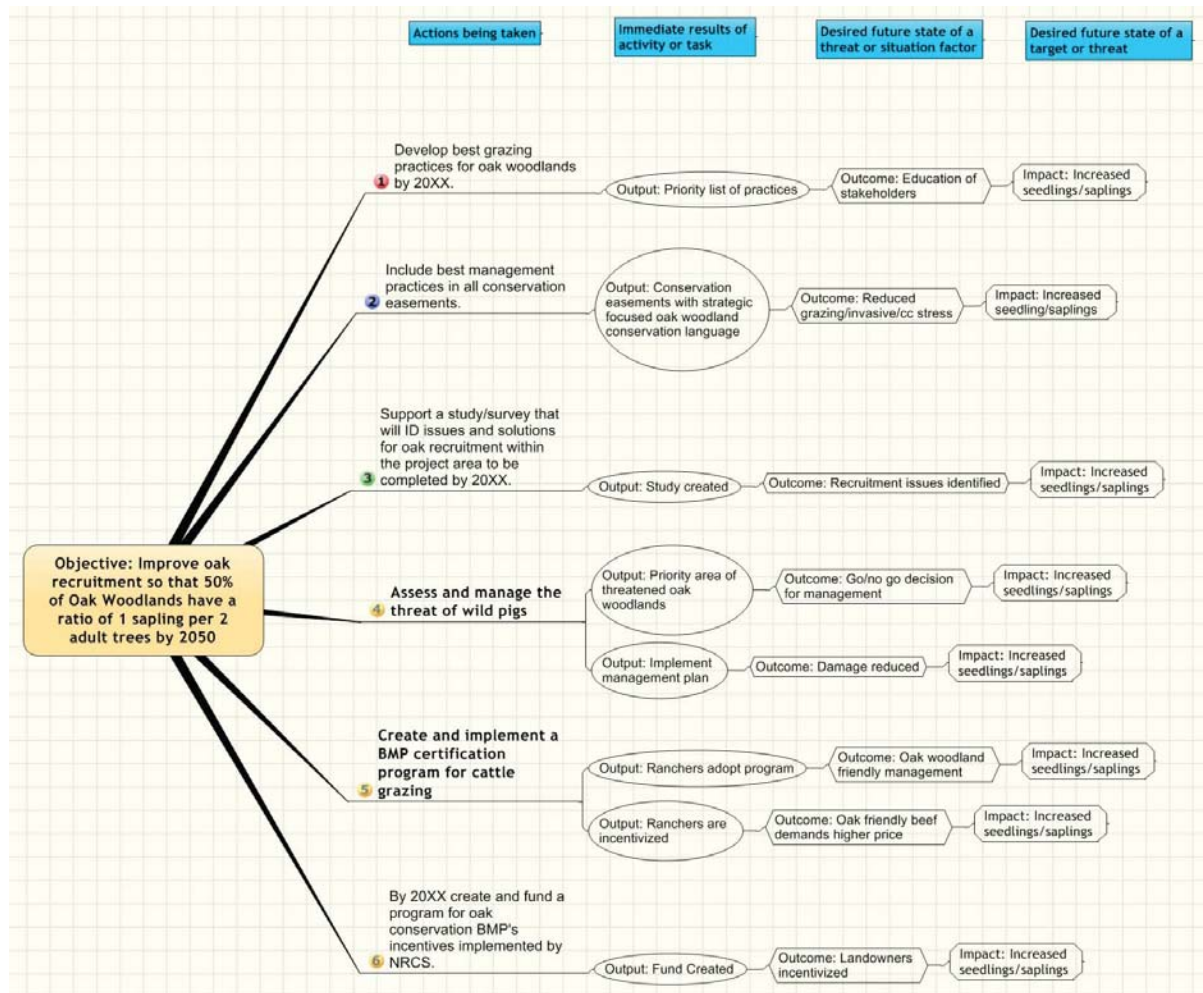 Actions being taken
Immediate results of
activity or task
Desired future state of a
threat or situation factor
Desired future state of a
target or threat
Objective: Improve oak
recruitment so that 50%
of Oak Woodlands have a
ratio of 1 sapling per 2
adult trees by 2050
Develop best grazing
practices for oak woodlands
1 by 20XX.
Output: Priority list of practices
Outcome: Education of
stakeholders
Impact: Increased
seedlings/saplings
Include best management
practices in all conservation
2 easements.
Output: Conservation
easements with strategic
focused oak woodland
conservation language
Outcome: Reduced
grazing/invasive/cc stress
Impact: Increased
seedling/saplings
Support a study/survey that
will ID issues and solutions
for oak recruitment within
the project area to be
3 completed by 20XX.
Output: Study created
Outcome: Recruitment issues identified
Impact: Increased
seedlings/saplings
Assess and manage the
4 threat of wild pigs
Output: Priority area of
threatened oak
woodlands
Outcome: Go/no go decision
for management
Impact: Increased
seedlings/saplings
Output: Implement
management plan
Outcome: Damage reduced
Impact: Increased
seedlings/saplings
Create and implement a
BMP certification
program for cattle
5 grazing
Output: Ranchers adopt program
Outcome: Oak woodland
friendly management
Impact: Increased
seedlings/saplings
Output: Ranchers are
incentivized
Outcome: Oak friendly beef
demands higher price
Impact: Increased
seedlings/saplings
By 20XX create and fund a
program for oak
conservation BMP's
incentives implemented by
6 NRCS.
Output: Fund Created
Outcome: Landowners
incentivized
Impact: Increased
seedlings/saplings